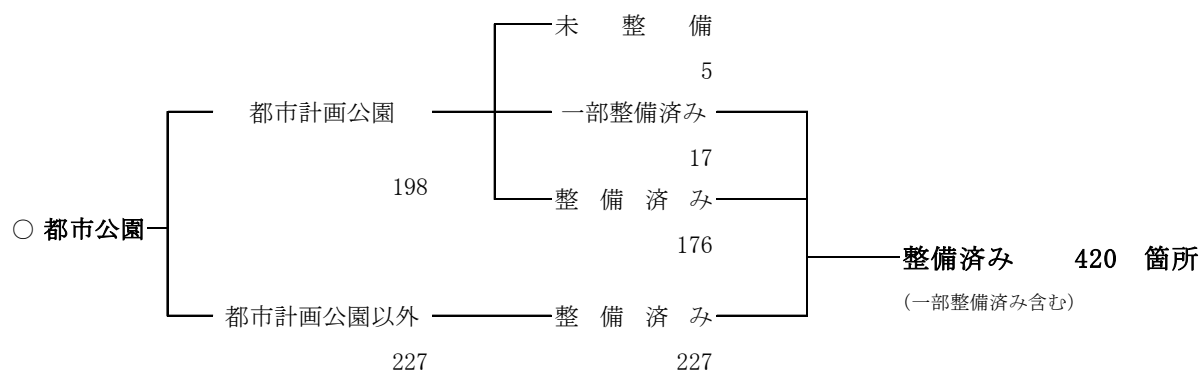 未 整 備
5
都市計画公園
一部整備済み
17
198
整 備 済 み
○ 都市公園
176
整備済み 420 箇所
(一部整備済み含む)
都市計画公園以外
整 備 済 み
227
227